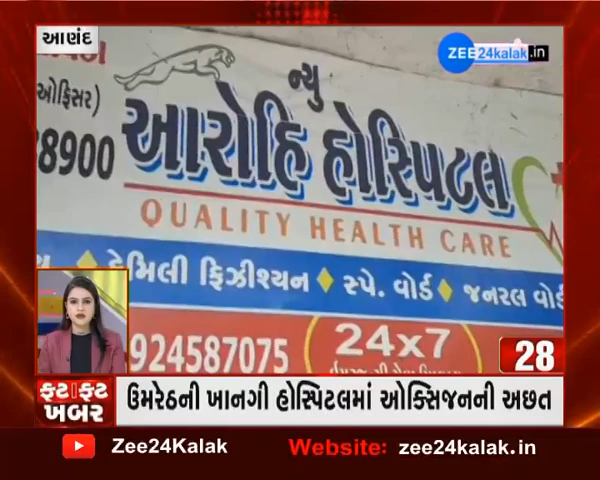 આણંદ
ZEE24kalak.in
ઓફિસર)
8900
ન્યુ
આરોહિ હોસ્પિટલ
QUALITY HEALTH CARE
ફેમિલી ફિઝીશ્યન ◆ સ્પે. વોર્ડ ◆ જનરલ વોર્ડ
924587075
24x7
28
ફટાફટ
ખબર
ઉમરેઠની ખાનગી હોસ્પિટલમાં ઓક્સિજનની અછત
Zee24Kalak
Website: zee24kalak.in